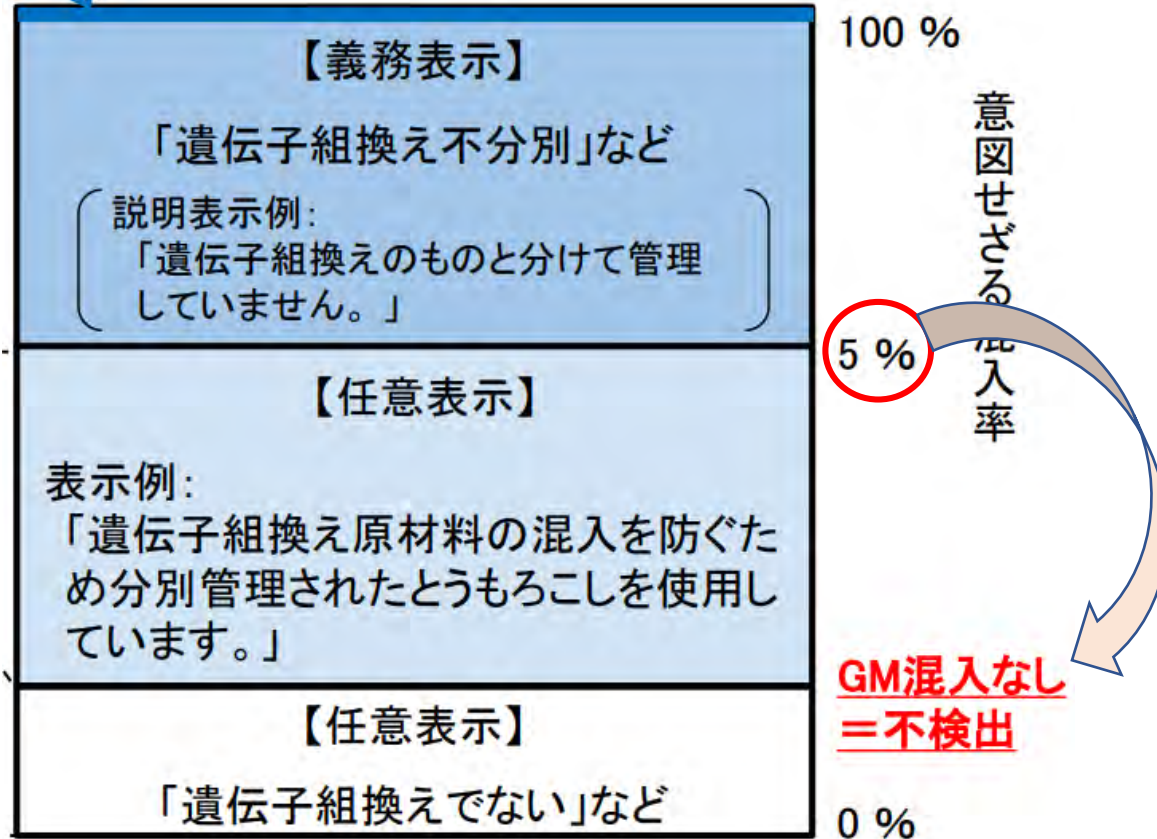 【義務表示】
「遺伝子組換え不分別」など
説明表示例:
「遺伝子組換えのものと分けて管理
していません。」
【任意表示】
表示例:
「遺伝子組換え原材料の混入を防ぐた
め分別管理されたとうもろこしを使用し
ています。」
【任意表示】
「遺伝子組換えでない」など
100 %
意図せざる混入率
5 %
GM混入なし
＝不検出
0 %